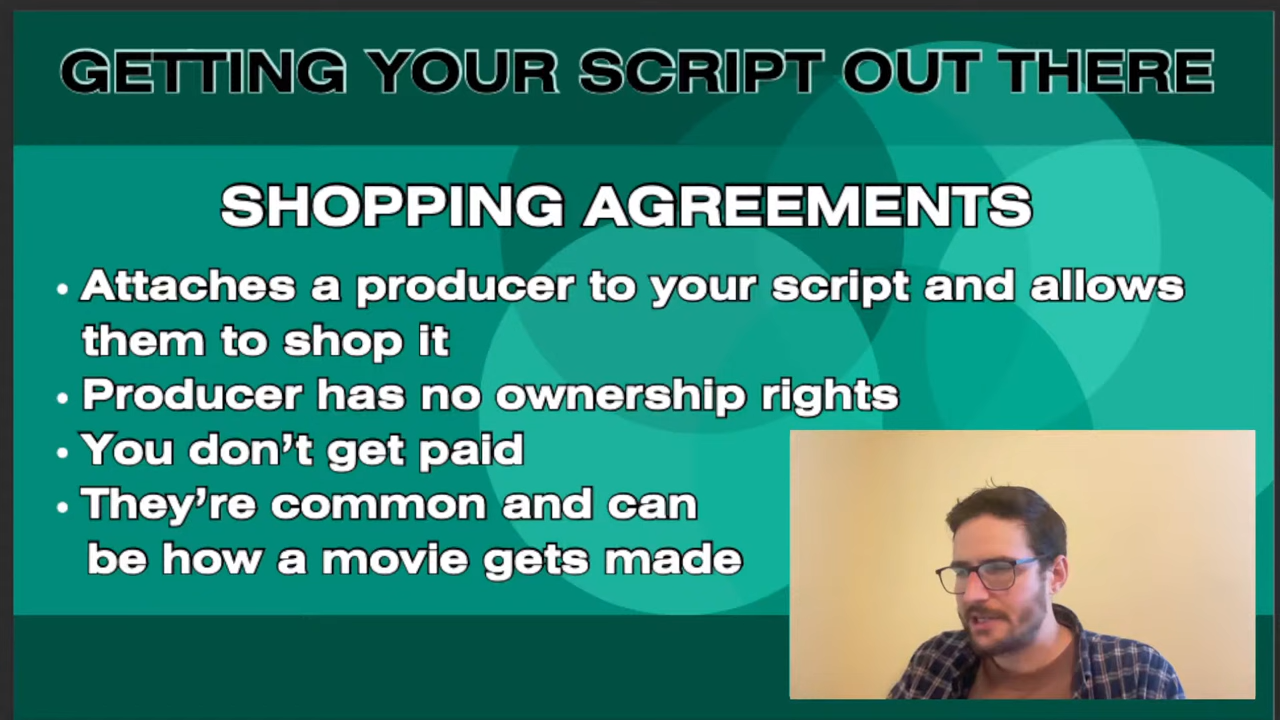 GETTING YOUR SCRIPT OUT THERE
SHOPPING AGREEMENTS
• Attaches a producer to your script and allows
them to shop it
• Producer has no ownership rights
• You don't get paid
• They're common and can
be how a movie gets made